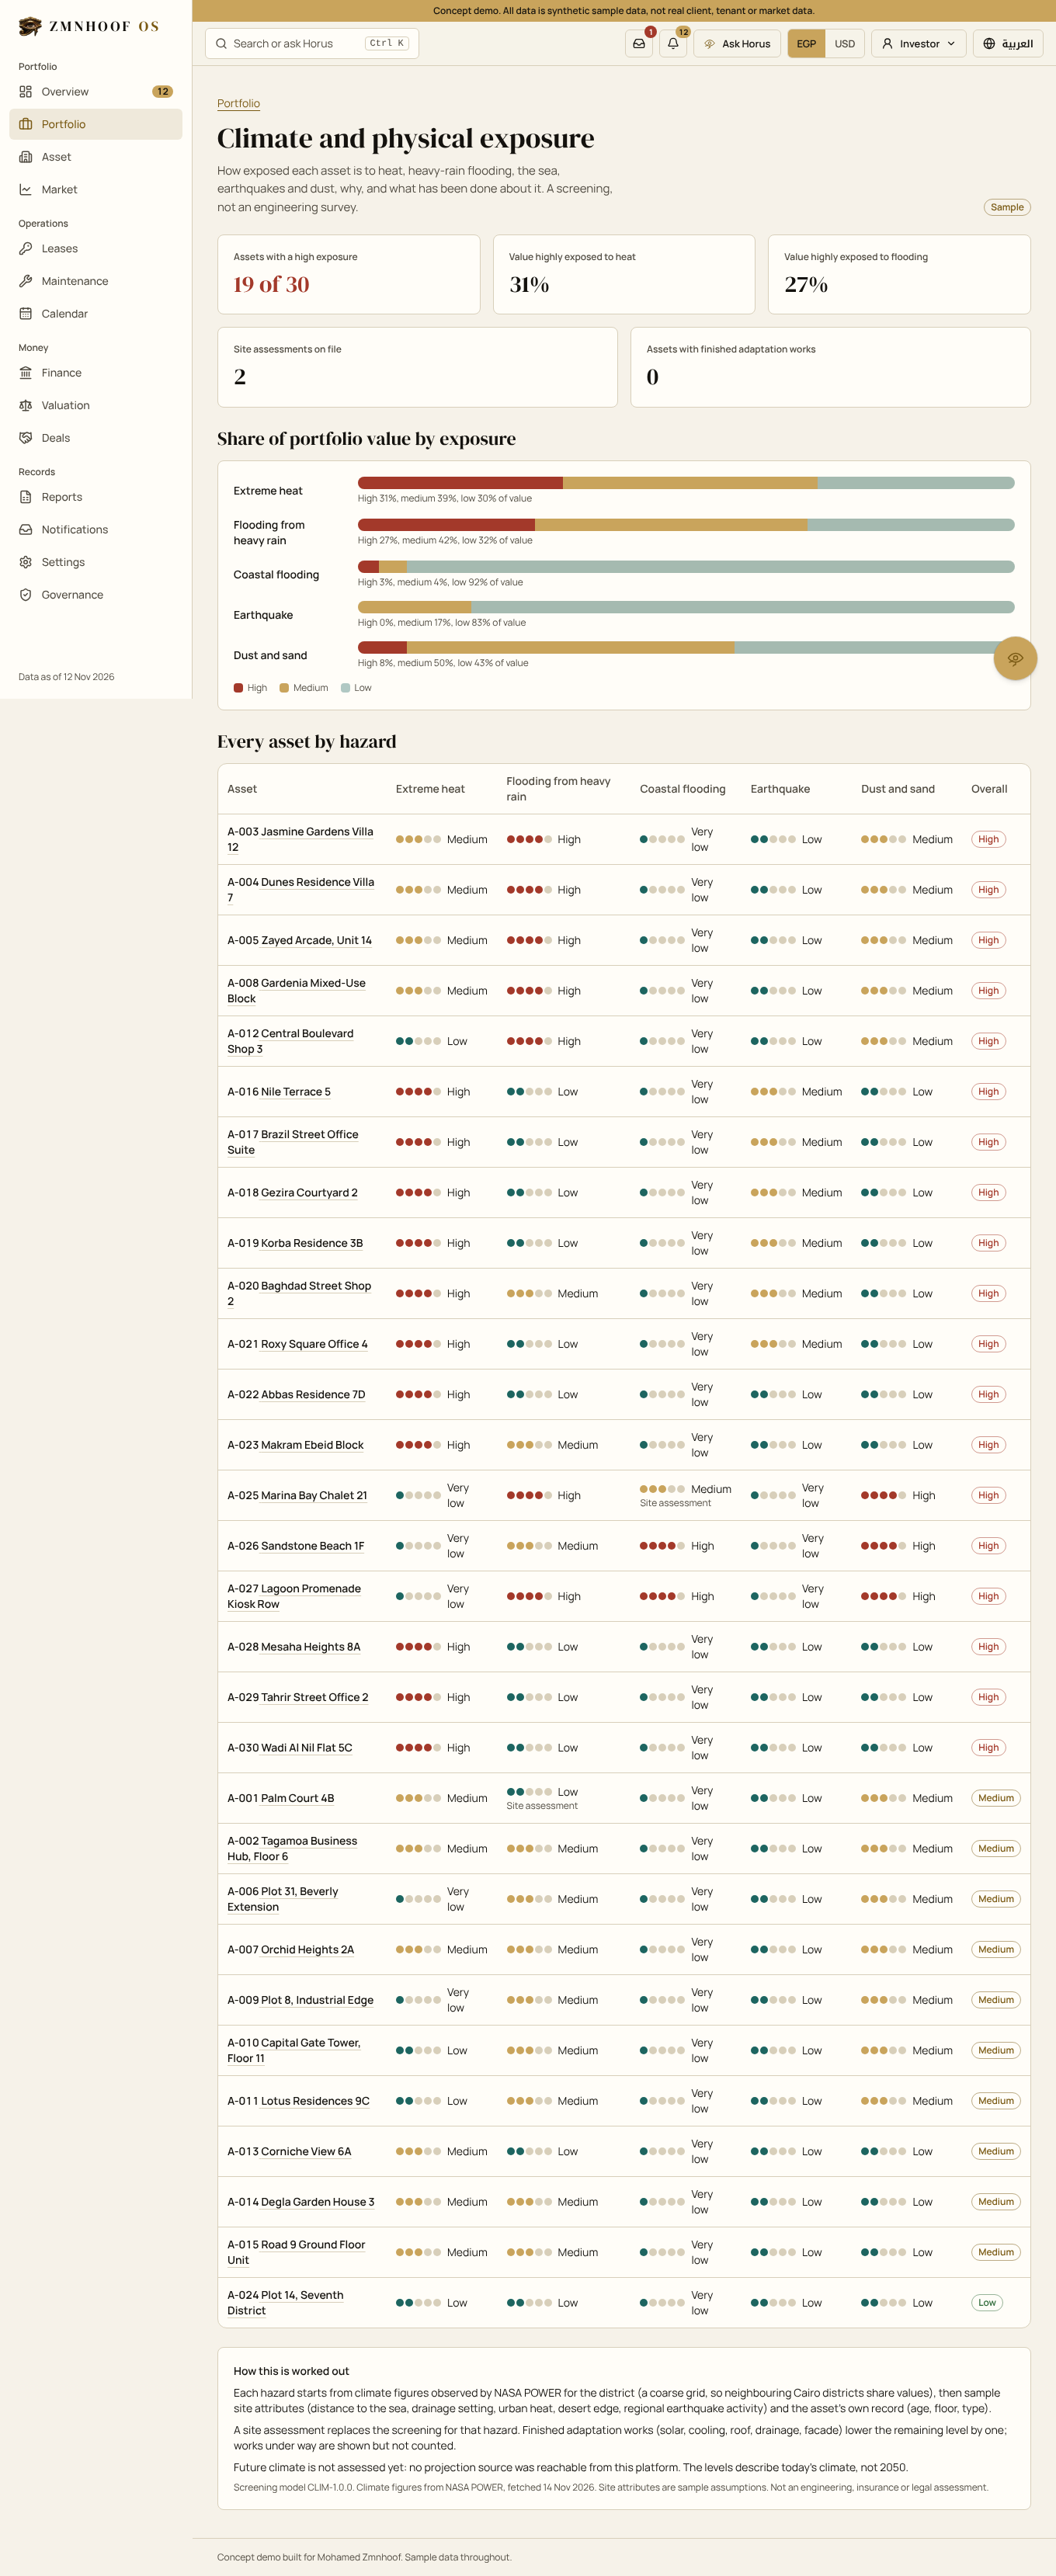 Concept demo. All data is synthetic sample data, not real client, tenant or market data.
ZMNHOOF OS
Search or ask Horus
Ctrl K
1
12
Ask Horus
EGP
USD
Investor
العربية
Portfolio
Overview
12
Portfolio
Asset
Market
Operations
Leases
Maintenance
Calendar
Money
Finance
Valuation
Deals
Records
Reports
Notifications
Settings
Governance
Data as of 12 Nov 2026
Portfolio
Climate and physical exposure
How exposed each asset is to heat, heavy-rain flooding, the sea,
earthquakes and dust, why, and what has been done about it. A screening,
not an engineering survey.
Sample
Assets with a high exposure
19 of 30
Value highly exposed to heat
31%
Value highly exposed to flooding
27%
Site assessments on file
2
Assets with finished adaptation works
0
Share of portfolio value by exposure
Extreme heat
High 31%, medium 39%, low 30% of value
Flooding from
heavy rain
High 27%, medium 42%, low 32% of value
Coastal flooding
High 3%, medium 4%, low 92% of value
Earthquake
High 0%, medium 17%, low 83% of value
Dust and sand
High 8%, medium 50%, low 43% of value
High Medium Low
Every asset by hazard
Asset Extreme heat Flooding from heavy rain Coastal flooding Earthquake Dust and sand Overall
A-003 Jasmine Gardens Villa 12 Medium High Very low Low Medium High
A-004 Dunes Residence Villa 7 Medium High Very low Low Medium High
A-005 Zayed Arcade, Unit 14 Medium High Very low Low Medium High
A-008 Gardenia Mixed-Use Block Medium High Very low Low Medium High
A-012 Central Boulevard Shop 3 Low High Very low Low Medium High
A-016 Nile Terrace 5 High Low Very low Medium Low High
A-017 Brazil Street Office Suite High Low Very low Medium Low High
A-018 Gezira Courtyard 2 High Low Very low Medium Low High
A-019 Korba Residence 3B High Low Very low Medium Low High
A-020 Baghdad Street Shop 2 High Medium Very low Medium Low High
A-021 Roxy Square Office 4 High Low Very low Medium Low High
A-022 Abbas Residence 7D High Low Very low Low Low High
A-023 Makram Ebeid Block High Medium Very low Low Low High
A-025 Marina Bay Chalet 21 Very low High Medium Site assessment Very low High High
A-026 Sandstone Beach 1F Very low Medium High Very low High High
A-027 Lagoon Promenade Kiosk Row Very low High High Very low High High
A-028 Mesaha Heights 8A High Low Very low Low Low High
A-029 Tahrir Street Office 2 High Low Very low Low Low High
A-030 Wadi Al Nil Flat 5C High Low Very low Low Low High
A-001 Palm Court 4B Medium Low Site assessment Very low Low Medium Medium
A-002 Tagamoa Business Hub, Floor 6 Medium Medium Very low Low Medium Medium
A-006 Plot 31, Beverly Extension Very low Medium Very low Low Medium Medium
A-007 Orchid Heights 2A Medium Medium Very low Low Medium Medium
A-009 Plot 8, Industrial Edge Very low Medium Very low Low Medium Medium
A-010 Capital Gate Tower, Floor 11 Low Medium Very low Low Medium Medium
A-011 Lotus Residences 9C Low Medium Very low Low Medium Medium
A-013 Corniche View 6A Medium Low Very low Low Low Medium
A-014 Degla Garden House 3 Medium Medium Very low Low Low Medium
A-015 Road 9 Ground Floor Unit Medium Medium Very low Low Low Medium
A-024 Plot 14, Seventh District Low Low Very low Low Low Low
How this is worked out
Each hazard starts from climate figures observed by NASA POWER for the district (a coarse grid, so neighbouring Cairo districts share values), then sample
site attributes (distance to the sea, drainage setting, urban heat, desert edge, regional earthquake activity) and the asset's own record (age, floor, type).
A site assessment replaces the screening for that hazard. Finished adaptation works (solar, cooling, roof, drainage, facade) lower the remaining level by one;
works under way are shown but not counted.
Future climate is not assessed yet: no projection source was reachable from this platform. The levels describe today's climate, not 2050.
Screening model CLIM-1.0.0. Climate figures from NASA POWER, fetched 14 Nov 2026. Site attributes are sample assumptions. Not an engineering, insurance or legal assessment.
Concept demo built for Mohamed Zmnhoof. Sample data throughout.